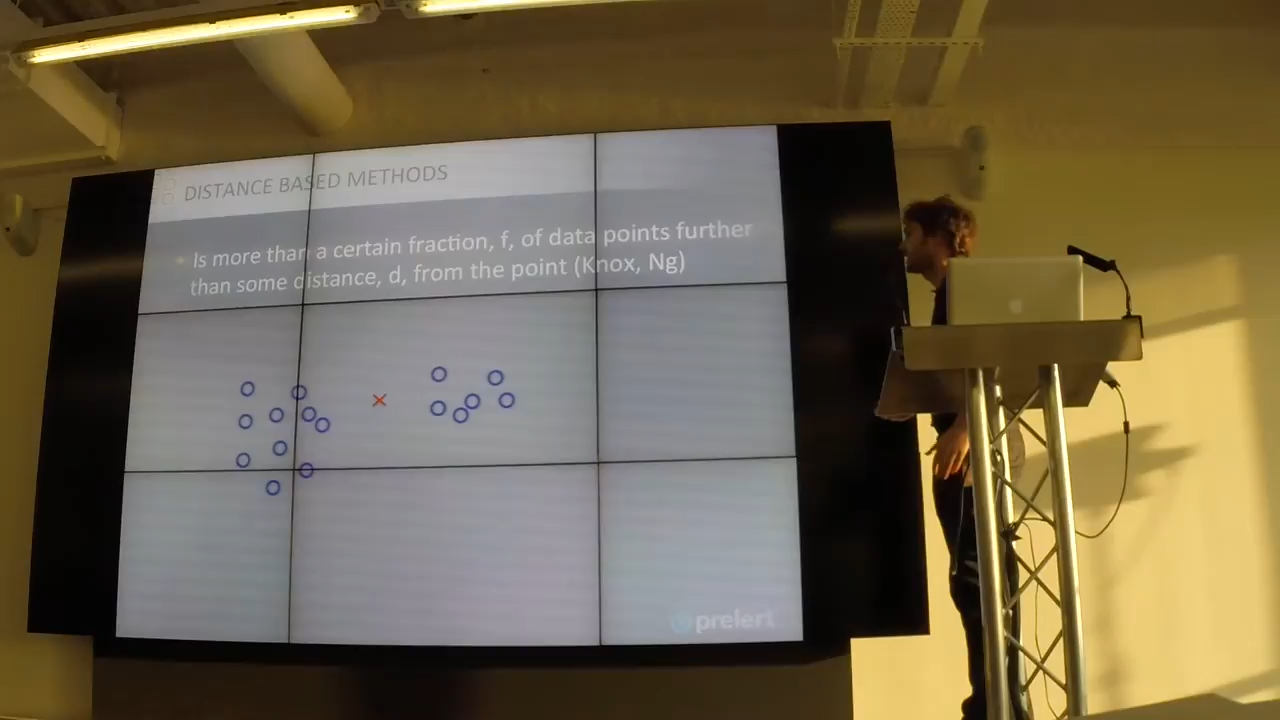 DISTANCE BASED METHODS
Is more than a certain fraction, f, of data points further
than some distance, d, from the point (Knox, Ng)
prelert